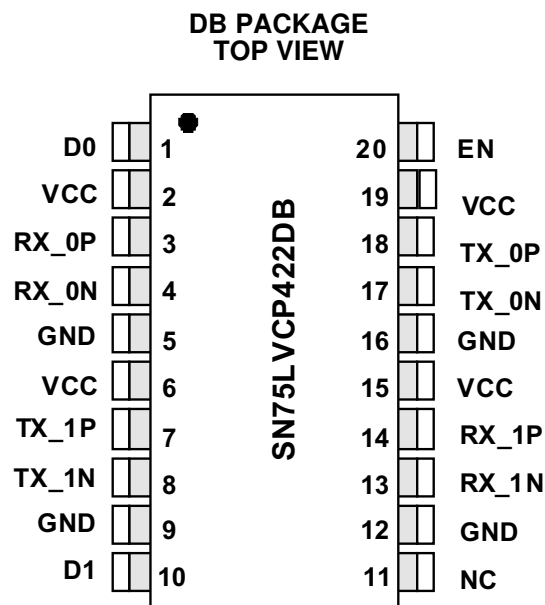 DB PACKAGE
TOP VIEW
D0 1 20 EN
VCC 2 19 VCC
RX_0P 3 18 TX_0P
RX_0N 4 17 TX_0N
GND 5 16 GND
VCC 6 15 VCC
TX_1P 7 14 RX_1P
TX_1N 8 13 RX_1N
GND 9 12 GND
D1 10 11 NC
SN75LVCP422DB